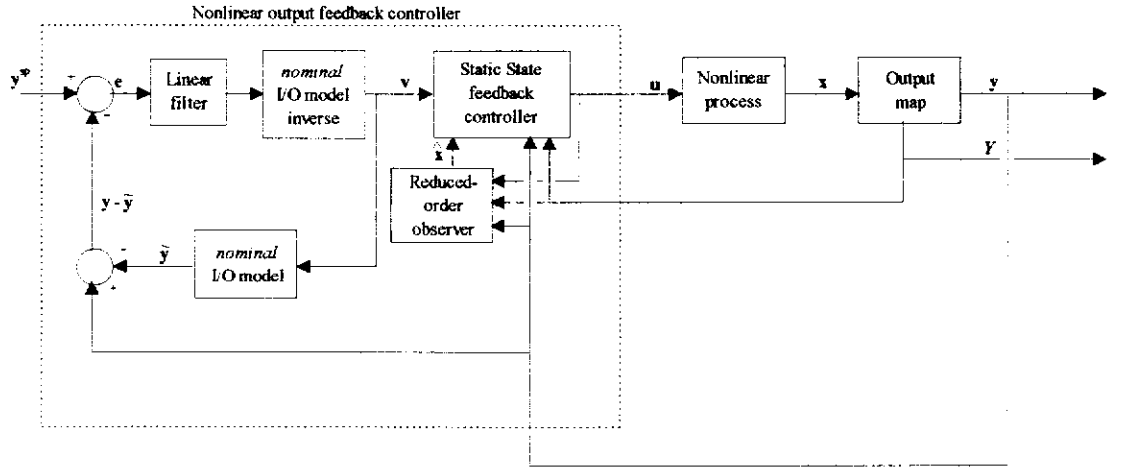 Nonlinear output feedback controller
y^sp
+
-
e
Linear
filter
nominal
I/O model
inverse
v
Static State
feedback
controller
u
Nonlinear
process
x
Output
map
y
Y
x̂
Reduced-
order
observer
y - ỹ
-
+
ỹ
nominal
I/O model